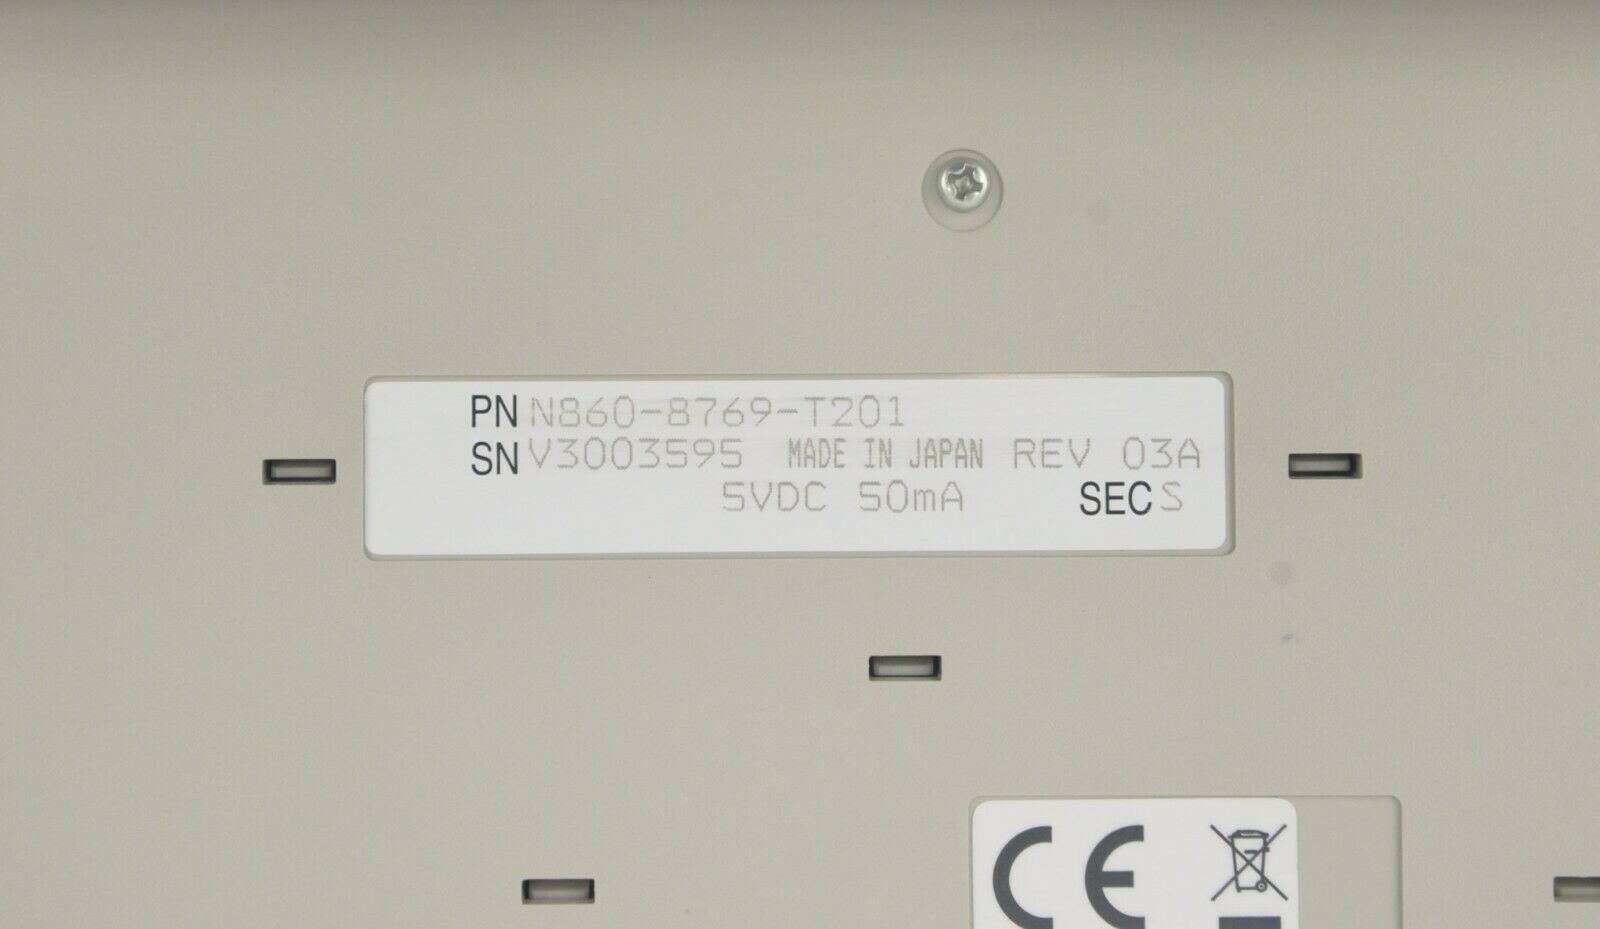 PN N860-8769-T201
SN V3003595 MADE IN JAPAN REV 03A
5VDC 50mA SEC S
CE